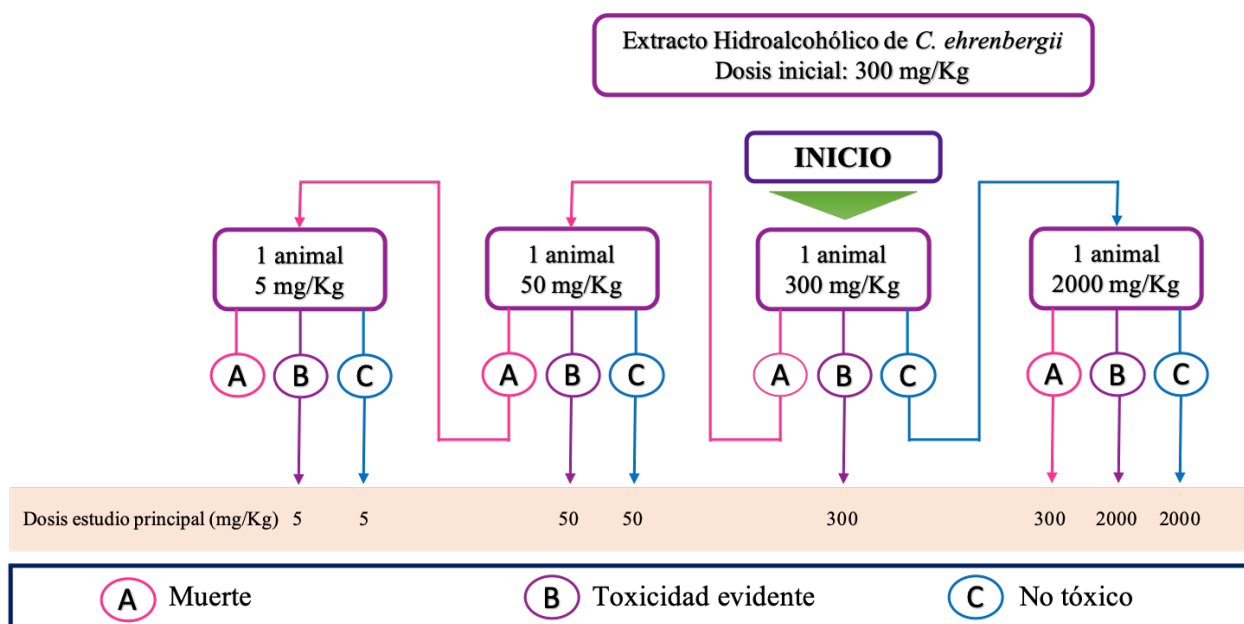 Extracto Hidroalcohólico de C. ehrenbergii
Dosis inicial: 300 mg/Kg
INICIO
1 animal
5 mg/Kg
1 animal
50 mg/Kg
1 animal
300 mg/Kg
1 animal
2000 mg/Kg
A B C A B C A B C A B C
Dosis estudio principal (mg/Kg) 5 5 50 50 300 300 2000 2000
A Muerte B Toxicidad evidente C No tóxico